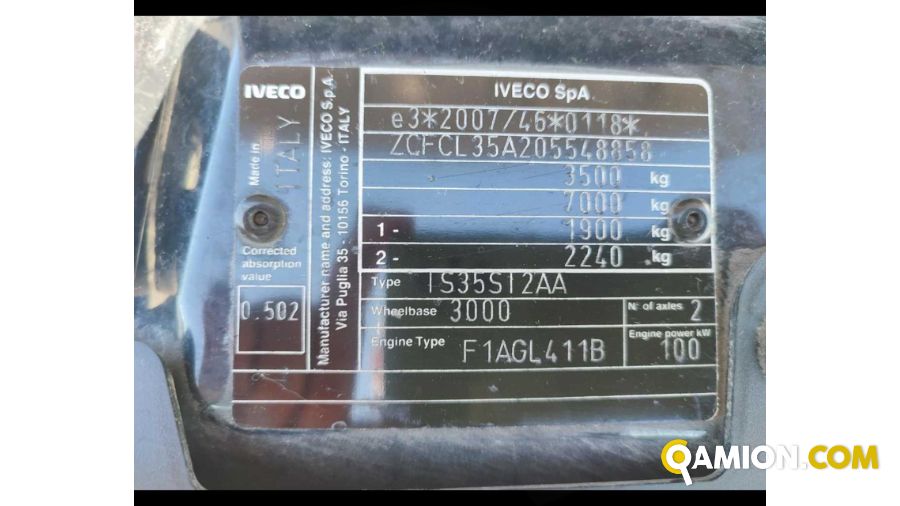 IVECO
Made in
ITALY
Corrected
absorption
value
0.502
Manufacturer name and address: IVECO S.p.A.
Via Puglia 35 - 10156 Torino - ITALY
IVECO SpA
e3*2007/46*0118*
ZCFCL35A205548858
3500 kg
7000 kg
1- 1900 kg
2- 2240 kg
Type IS35S12AA
Wheelbase 3000
N° of axles 2
Engine Type F1AGL411B
Engine power kW
100
QAMION.COM